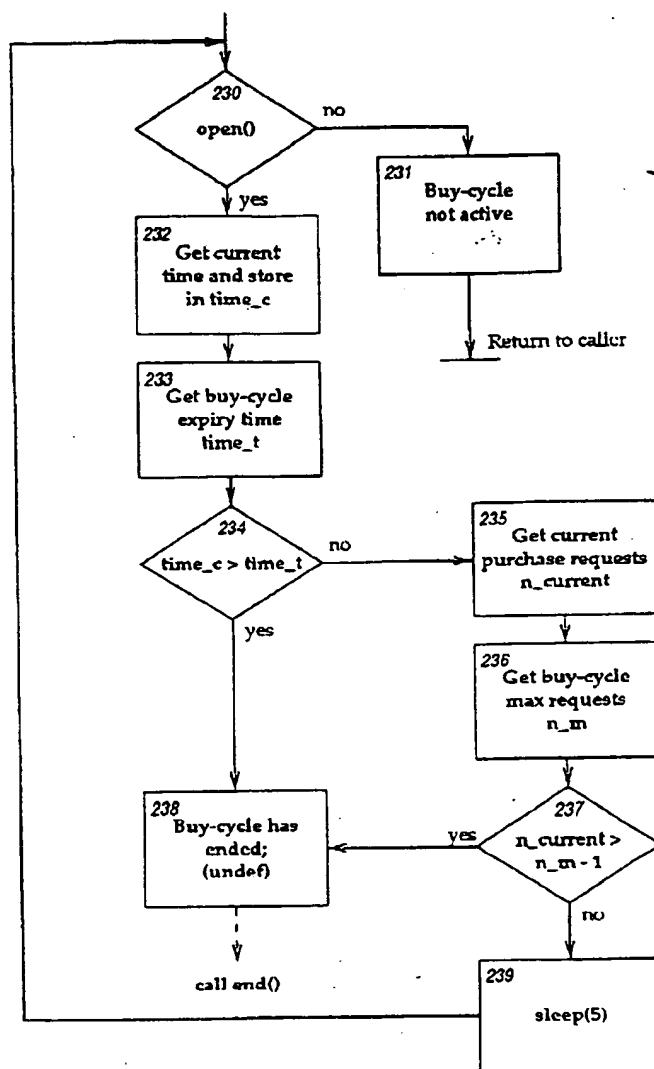 230
open()
no
yes
231
Buy-cycle
not active
Return to caller
232
Get current
time and store
in time_c
233
Get buy-cycle
expiry time
time_t
234
time_c > time_t
no
yes
235
Get current
purchase requests
n_current
236
Get buy-cycle
max requests
n_m
237
n_current >
n_m - 1
yes
no
238
Buy-cycle has
ended;
(undef)
call end()
239
sleep(5)